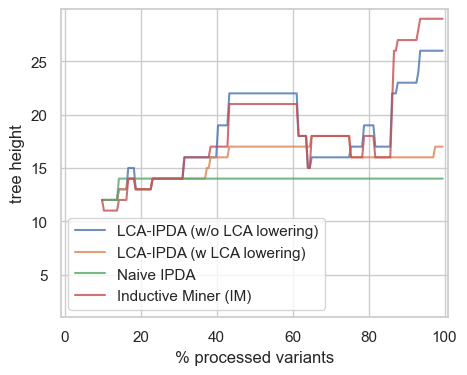 25
20
15
10
5
tree height
LCA-IPDA (w/o LCA lowering)
LCA-IPDA (w LCA lowering)
Naive IPDA
Inductive Miner (IM)
0 20 40 60 80 100
% processed variants